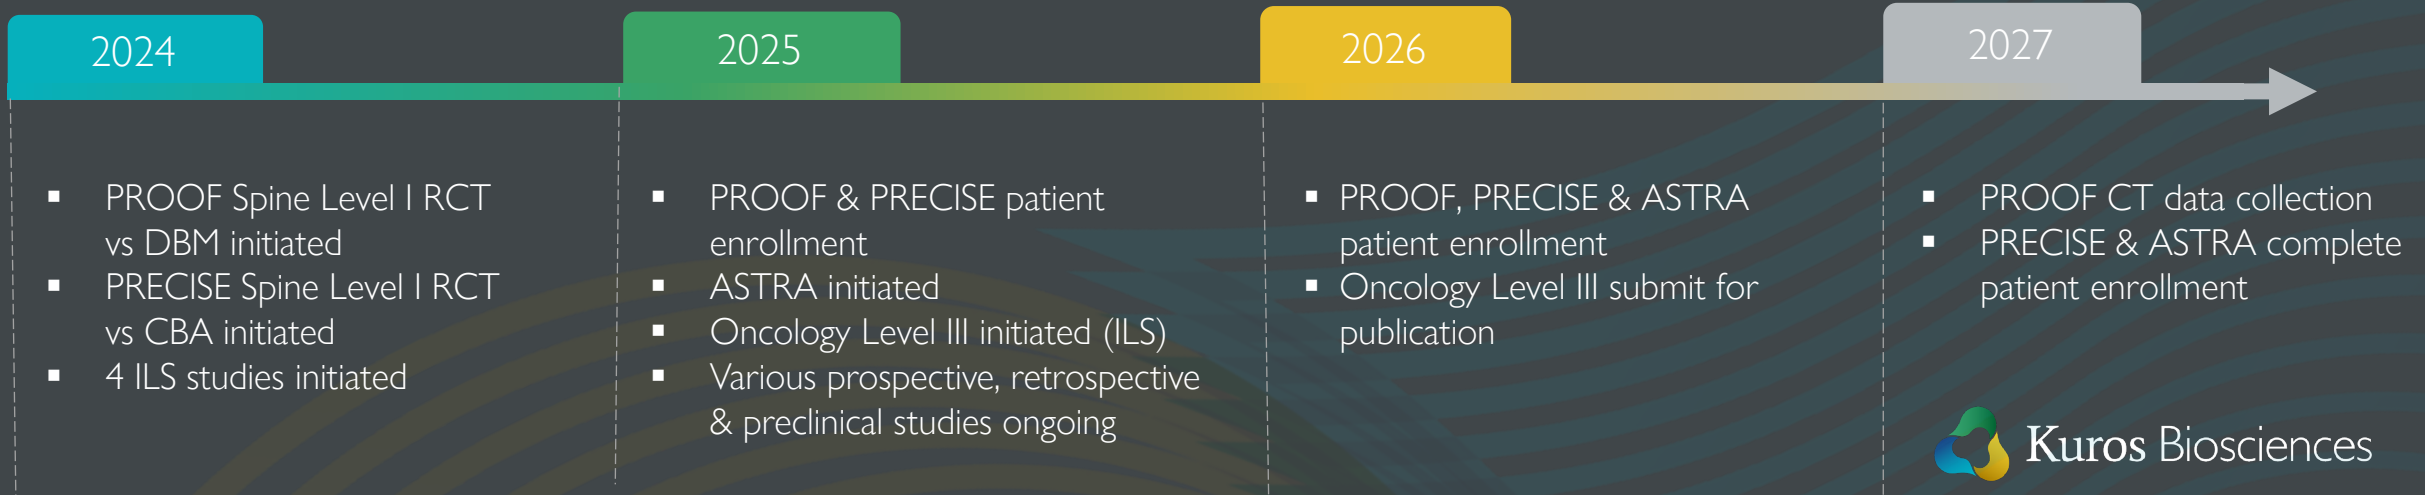 2024
2025
2026
2027
▪ PROOF Spine Level I RCT
vs DBM initiated
▪ PRECISE Spine Level I RCT
vs CBA initiated
▪ 4 ILS studies initiated
▪ PROOF & PRECISE patient
enrollment
▪ ASTRA initiated
▪ Oncology Level III initiated (ILS)
▪ Various prospective, retrospective
& preclinical studies ongoing
▪ PROOF, PRECISE & ASTRA
patient enrollment
▪ Oncology Level III submit for
publication
▪ PROOF CT data collection
▪ PRECISE & ASTRA complete
patient enrollment
Kuros Biosciences